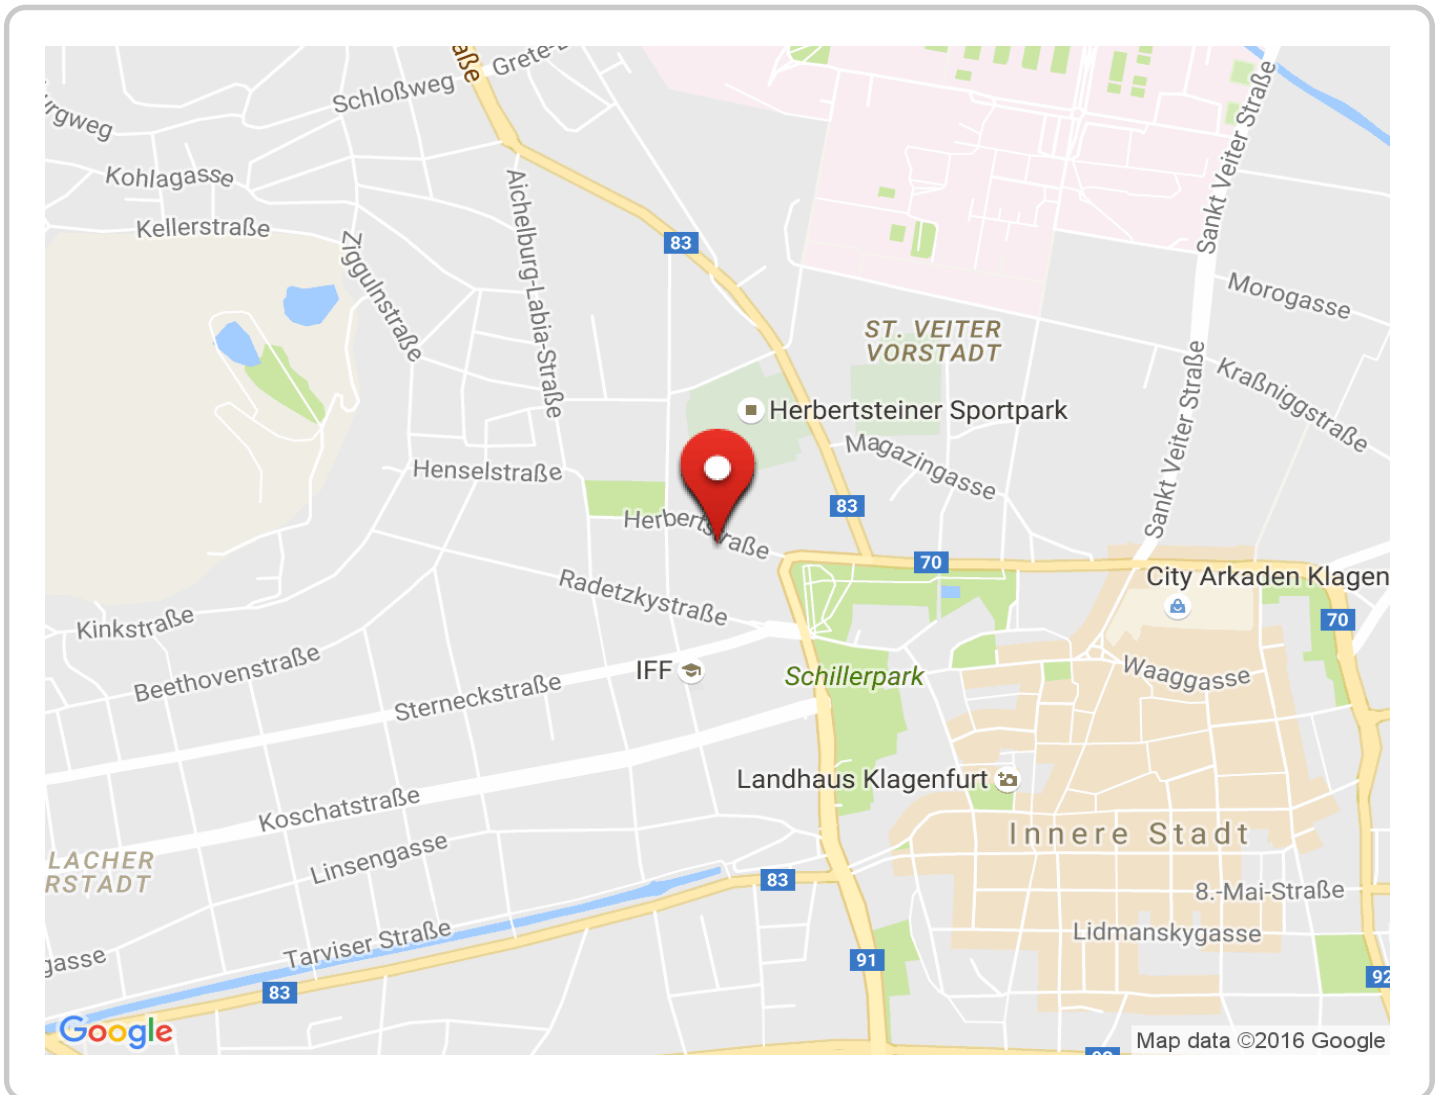 Grete-
Schloßweg
Kohlagasse
Kellerstraße
Ziggulnstraße
Aichelburg-Labia-Straße
83
Sankt Veiter Straße
Morogasse
ST. VEITER
VORSTADT
Kraßniggstraße
Sankt Veiter Straße
Herbertsteiner Sportpark
Magazingasse
Henselstraße
83
Herbertstraße
70
City Arkaden Klagen
Radetzkystraße
70
Kinkstraße
Beethovenstraße
IFF
Schillerpark
Waaggasse
Sterneckstraße
Landhaus Klagenfurt
Koschatstraße
Innere Stadt
LACHER
RSTADT
Linsengasse
83
8.-Mai-Straße
Lidmanskygasse
Tarviser Straße
gasse
91
92
83
Google
Map data ©2016 Google